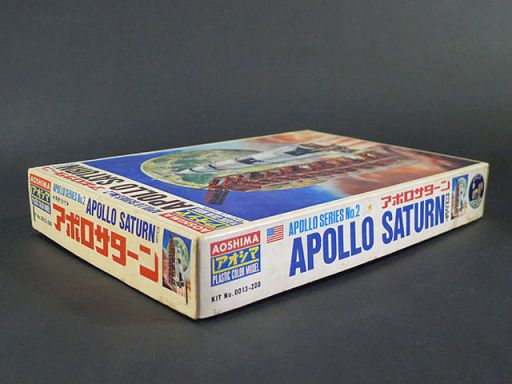 AOSHIMA
アオシマ
APOLLO SERIES No.2
APOLLO SATURN
アポロサターン
AOSHIMA
アオシマ
PLASTIC COLOR MODEL
KIT No. 0013-200
APOLLO SERIES No.2
アポロサターン
APOLLO SATURN
APOLLO SATURN